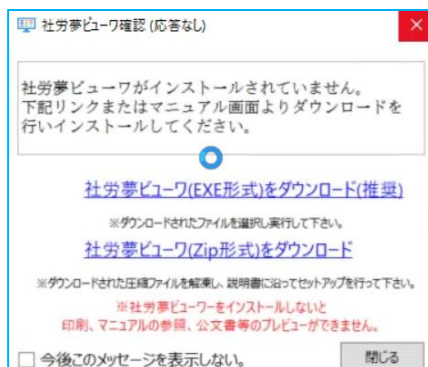 社労夢ビューワ確認 (応答なし)
社労夢ビューワがインストールされていません。
下記リンクまたはマニュアル画面よりダウンロードを
行いインストールしてください。
社労夢ビューワ(EXE形式)をダウンロード(推奨)
※ダウンロードされたファイルを選択し実行して下さい。
社労夢ビューワ(Zip形式)をダウンロード
※ダウンロードされた圧縮ファイルを解凍し、説明書に沿ってセットアップを行って下さい。
※社労夢ビューワーをインストールしないと
印刷、マニュアルの参照、公文書等のプレビューができません。
今後このメッセージを表示しない。
閉じる